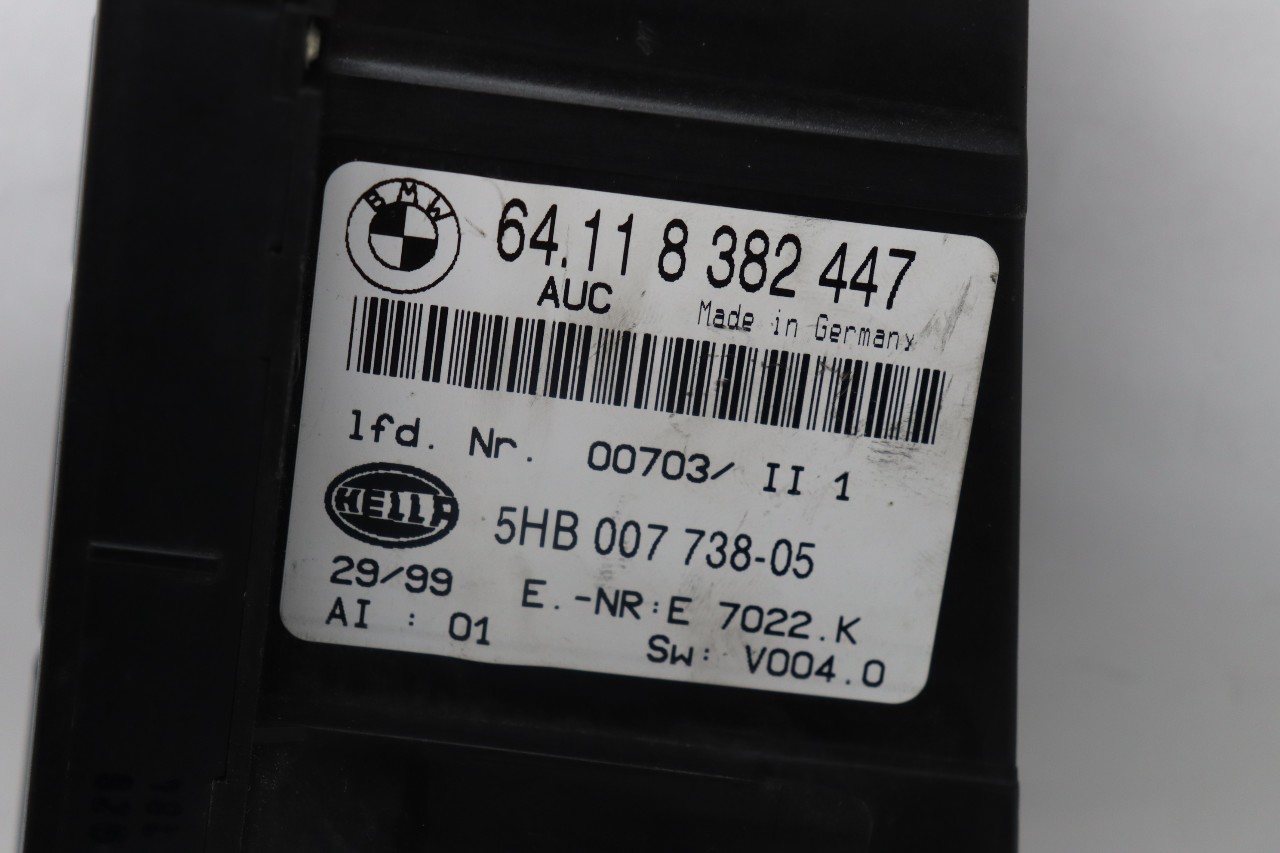 BMW
64.11 8 382 447
AUC
Made in Germany
lfd. Nr. 00703/ II 1
HELLA
5HB 007 738-05
29/99 E.-NR:E 7022.K
AI : 01 Sw: V004.0